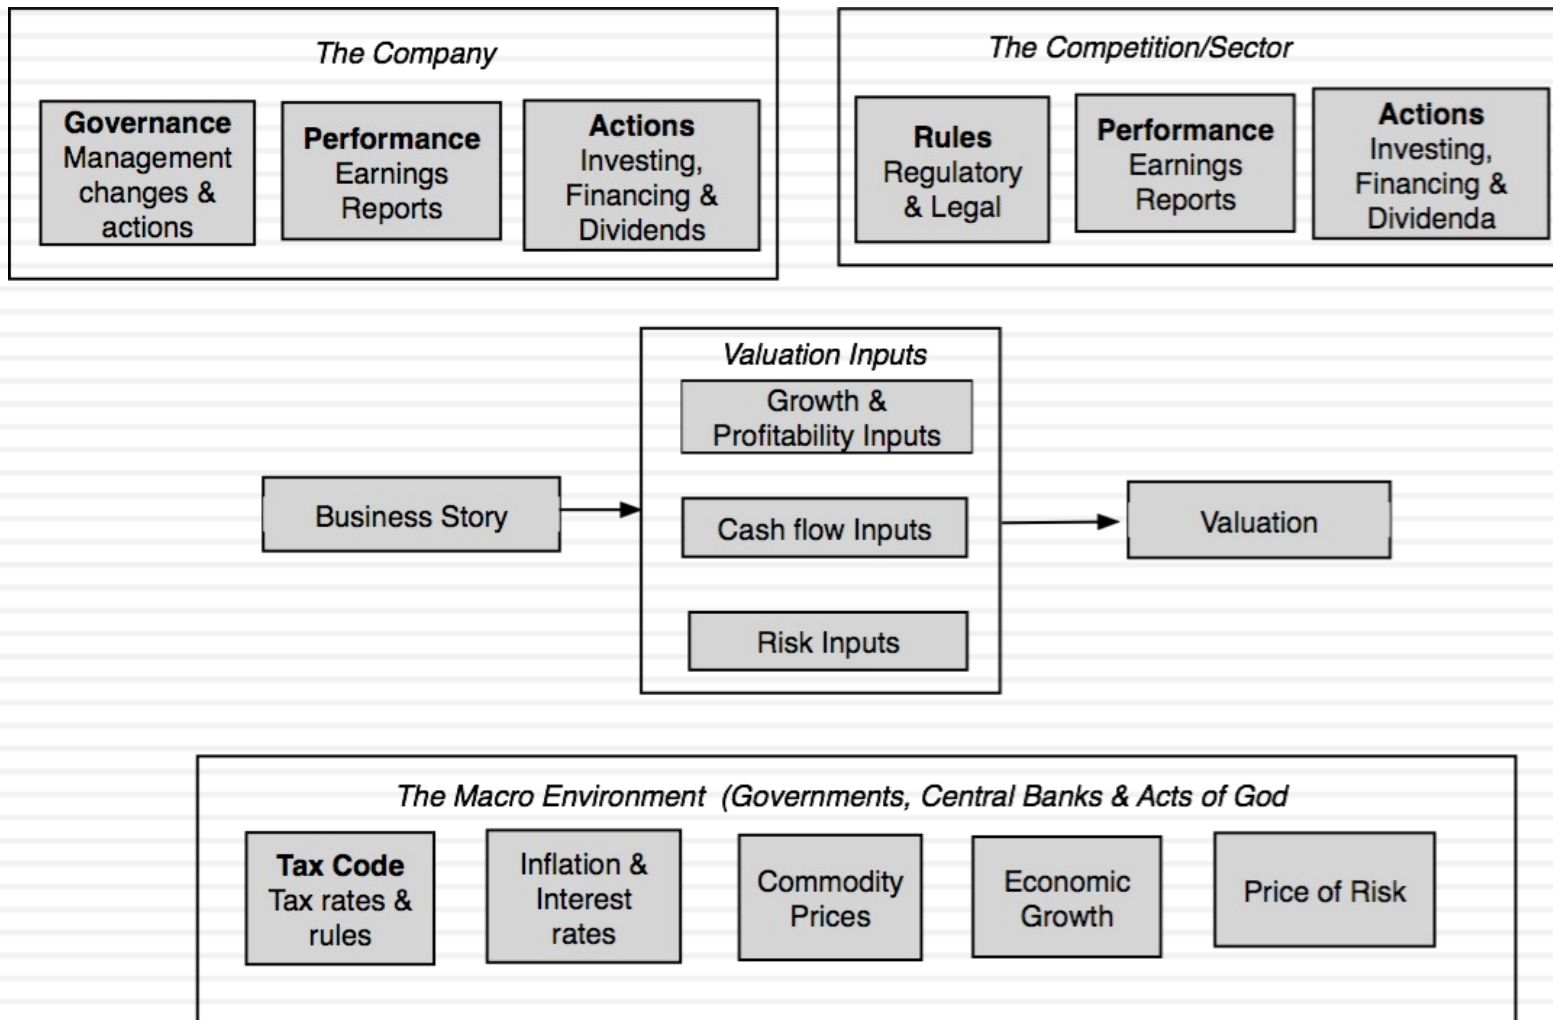 The Company
Governance
Management
changes &
actions
Performance
Earnings
Reports
Actions
Investing,
Financing &
Dividends
The Competition/Sector
Rules
Regulatory
& Legal
Performance
Earnings
Reports
Actions
Investing,
Financing &
Dividenda
Valuation Inputs
Growth &
Profitability Inputs
Business Story
Cash flow Inputs
Valuation
Risk Inputs
The Macro Environment (Governments, Central Banks & Acts of God
Tax Code
Tax rates &
rules
Inflation &
Interest
rates
Commodity
Prices
Economic
Growth
Price of Risk